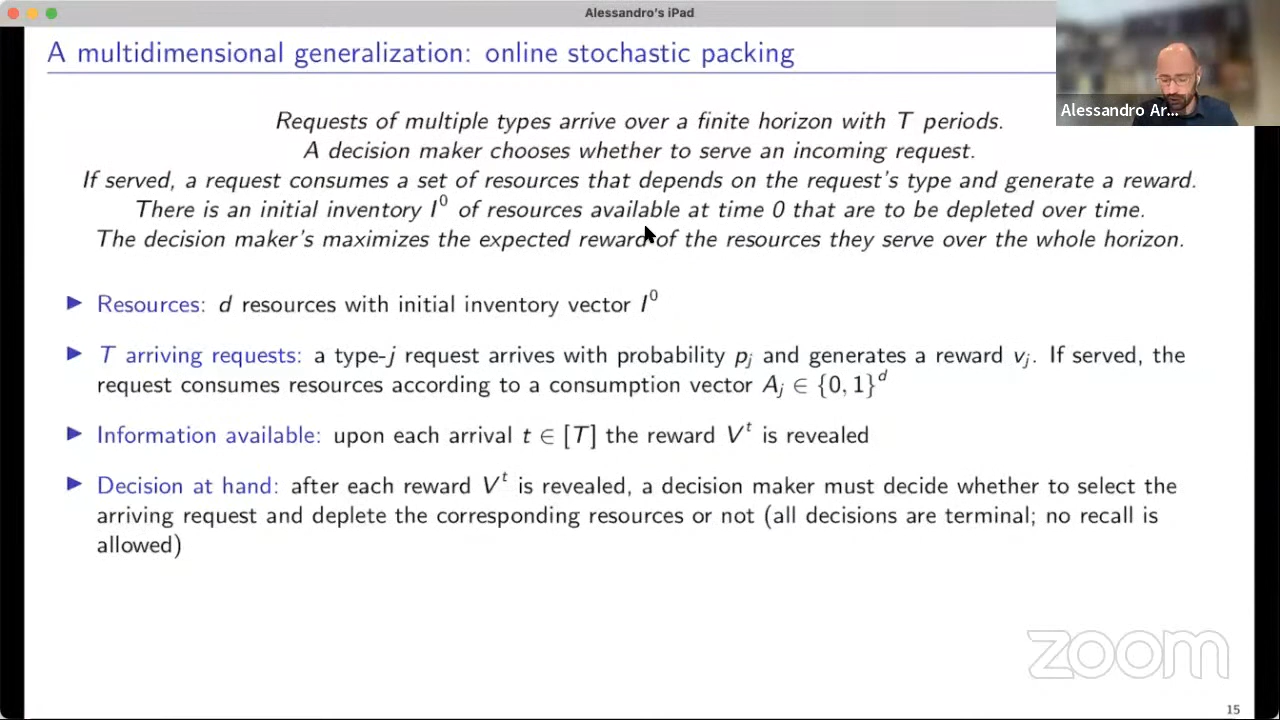 Alessandro's iPad
A multidimensional generalization: online stochastic packing
Alessandro Ar...
Requests of multiple types arrive over a finite horizon with T periods.
A decision maker chooses whether to serve an incoming request.
If served, a request consumes a set of resources that depends on the request's type and generate a reward.
There is an initial inventory I⁰ of resources available at time 0 that are to be depleted over time.
The decision maker's maximizes the expected reward of the resources they serve over the whole horizon.
▶ Resources: d resources with initial inventory vector I⁰
▶ T arriving requests: a type-j request arrives with probability pⱼ and generates a reward vⱼ. If served, the
request consumes resources according to a consumption vector Aⱼ ∈ {0, 1}ᵈ
▶ Information available: upon each arrival t ∈ [T] the reward Vᵗ is revealed
▶ Decision at hand: after each reward Vᵗ is revealed, a decision maker must decide whether to select the
arriving request and deplete the corresponding resources or not (all decisions are terminal; no recall is
allowed)
zoom
15